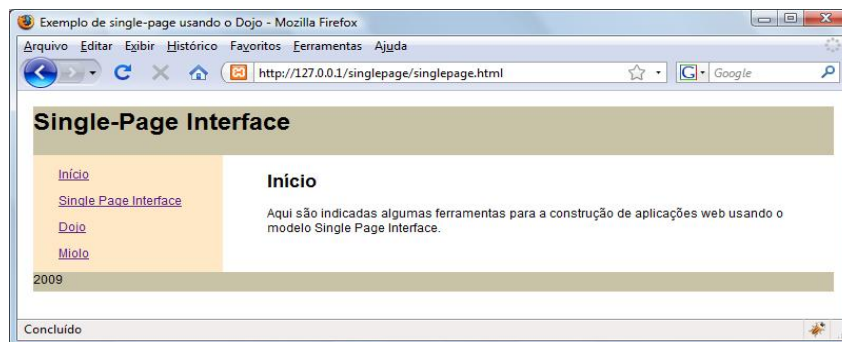 Exemplo de single-page usando o Dojo - Mozilla Firefox
Arquivo Editar Exibir Histórico Favoritos Ferramentas Ajuda
http://127.0.0.1/singlepage/singlepage.html
G Google
Single-Page Interface
Início
Single Page Interface
Dojo
Miolo
Início
Aqui são indicadas algumas ferramentas para a construção de aplicações web usando o
modelo Single Page Interface.
2009
Concluído